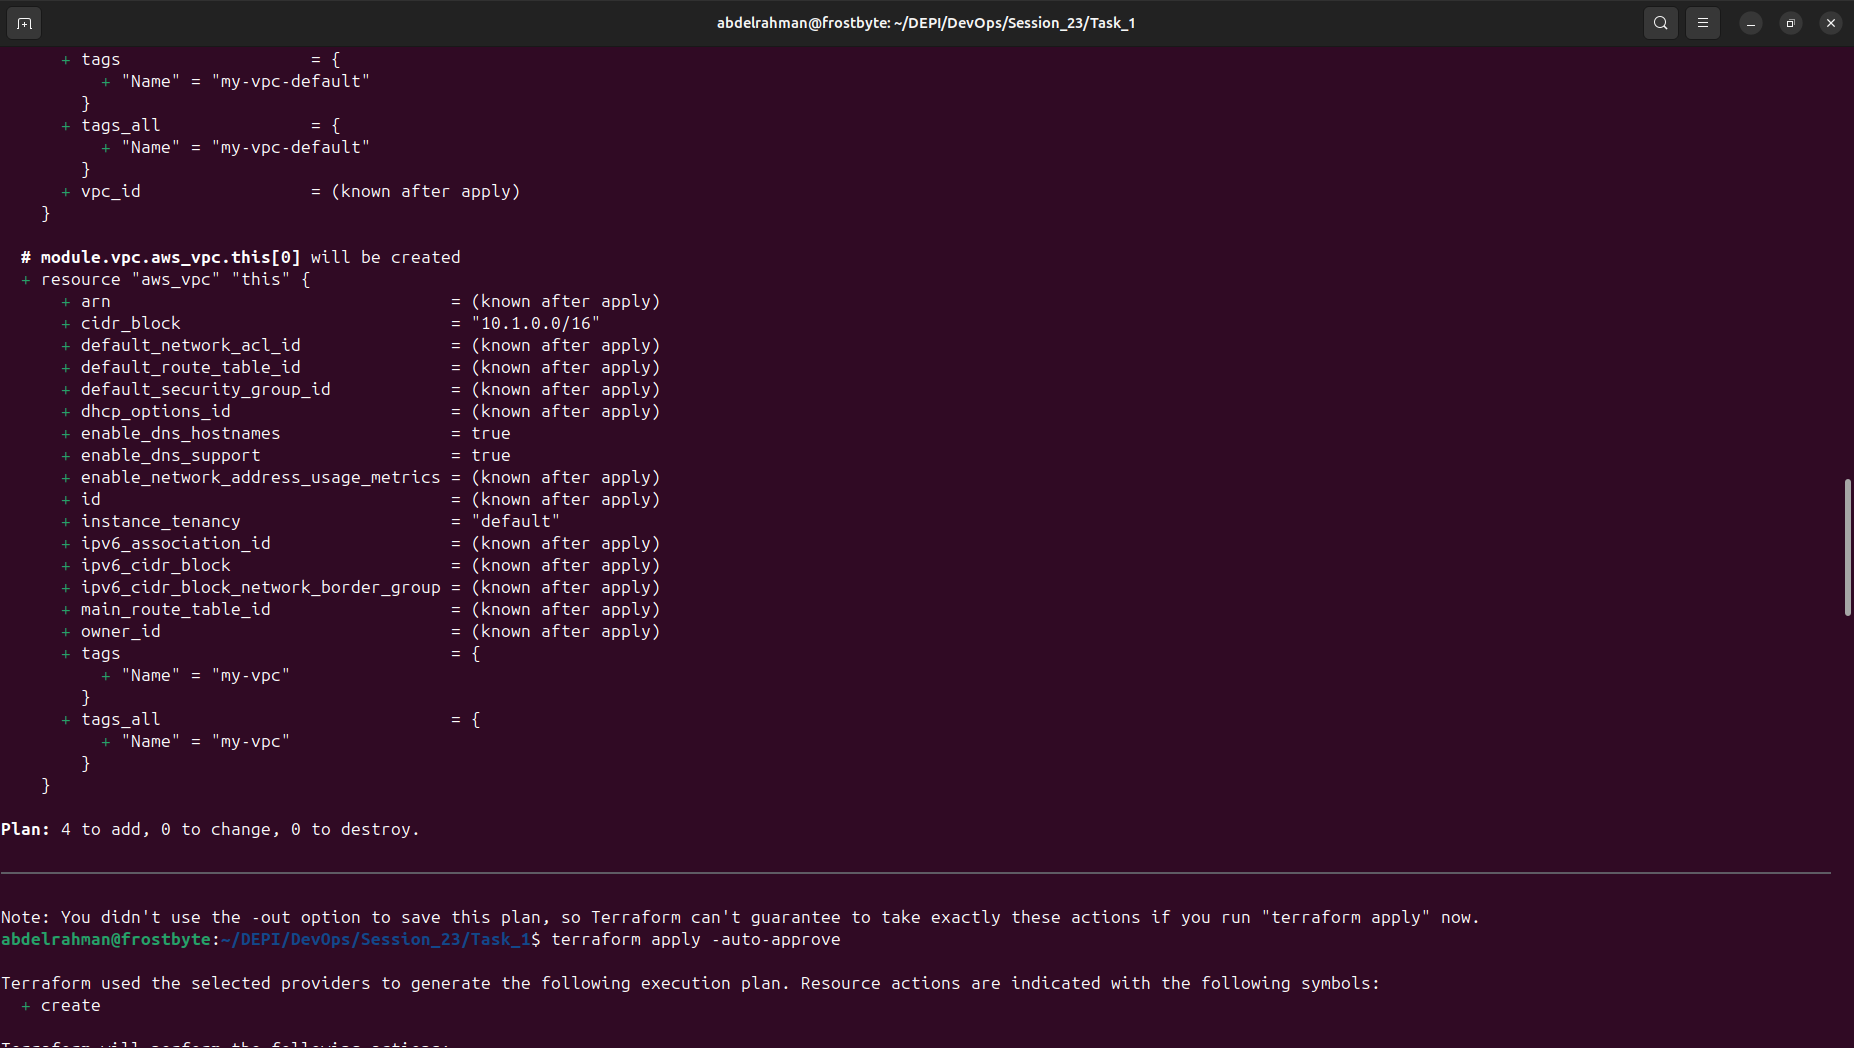 abdelrahman@frostbyte: ~/DEPI/DevOps/Session_23/Task_1
      + tags                   = {
          + "Name" = "my-vpc-default"
        }
      + tags_all               = {
          + "Name" = "my-vpc-default"
        }
      + vpc_id                 = (known after apply)
    }

  # module.vpc.aws_vpc.this[0] will be created
  + resource "aws_vpc" "this" {
      + arn                                  = (known after apply)
      + cidr_block                           = "10.1.0.0/16"
      + default_network_acl_id               = (known after apply)
      + default_route_table_id               = (known after apply)
      + default_security_group_id            = (known after apply)
      + dhcp_options_id                      = (known after apply)
      + enable_dns_hostnames                 = true
      + enable_dns_support                   = true
      + enable_network_address_usage_metrics = (known after apply)
      + id                                   = (known after apply)
      + instance_tenancy                     = "default"
      + ipv6_association_id                  = (known after apply)
      + ipv6_cidr_block                      = (known after apply)
      + ipv6_cidr_block_network_border_group = (known after apply)
      + main_route_table_id                  = (known after apply)
      + owner_id                             = (known after apply)
      + tags                                 = {
          + "Name" = "my-vpc"
        }
      + tags_all                             = {
          + "Name" = "my-vpc"
        }
    }

Plan: 4 to add, 0 to change, 0 to destroy.

Note: You didn't use the -out option to save this plan, so Terraform can't guarantee to take exactly these actions if you run "terraform apply" now.
abdelrahman@frostbyte:~/DEPI/DevOps/Session_23/Task_1$ terraform apply -auto-approve

Terraform used the selected providers to generate the following execution plan. Resource actions are indicated with the following symbols:
  + create

Terraform will perform the following actions: